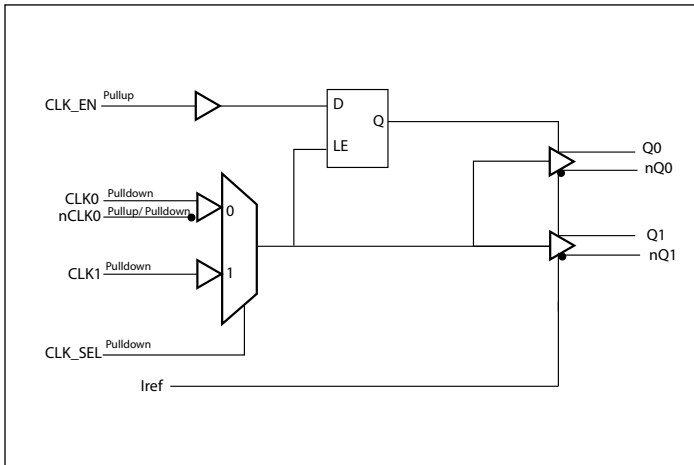 CLK_EN Pullup
D
Q
LE
Q0
nQ0
CLK0 Pulldown
nCLK0 Pullup/ Pulldown
0
Q1
nQ1
CLK1 Pulldown
1
CLK_SEL Pulldown
Iref